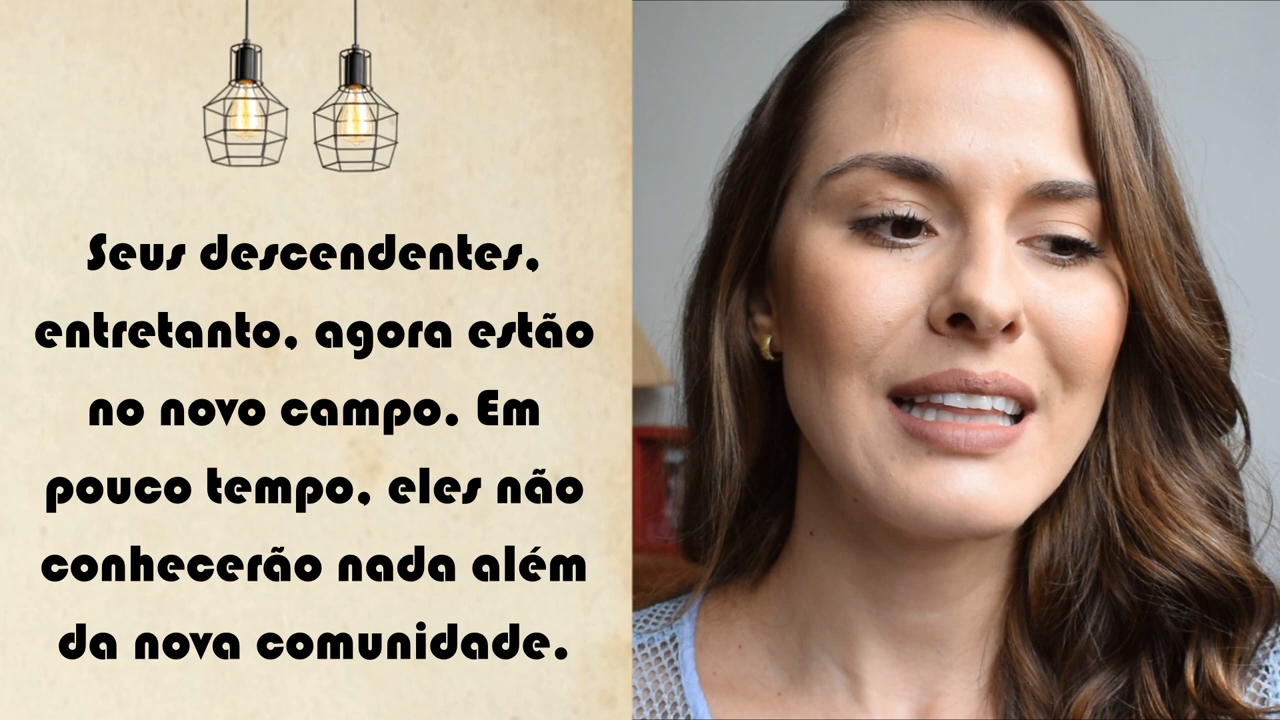 Seus descendentes,
entretanto, agora estão
no novo campo. Em
pouco tempo, eles não
conhecerão nada além
da nova comunidade.